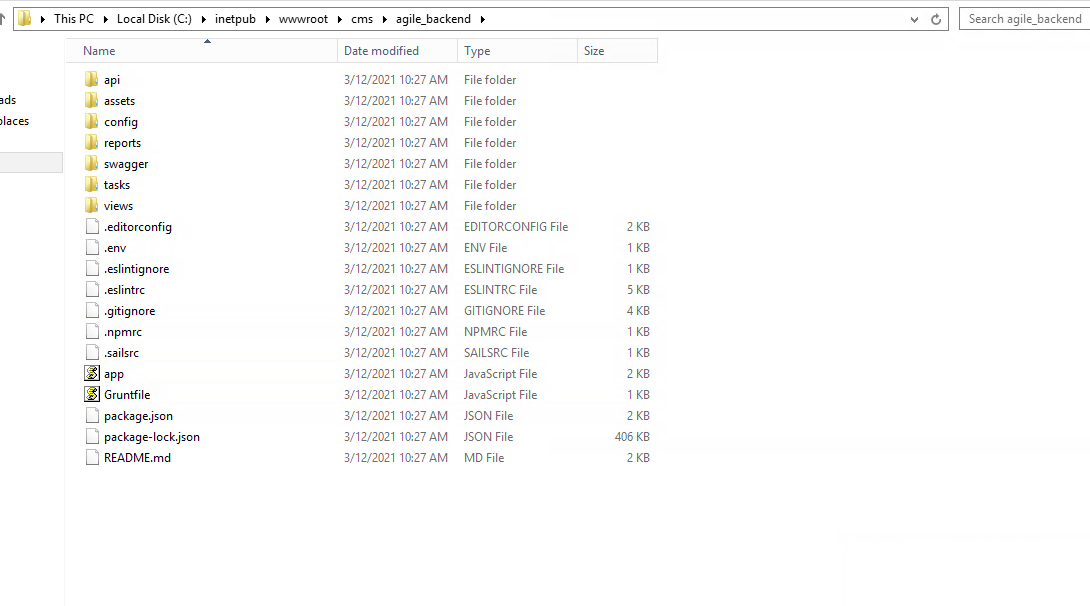 This PC Local Disk (C:) inetpub wwwroot cms agile_backend Search agile_backend
Name Date modified Type Size
ads
places
api 3/12/2021 10:27 AM File folder
assets 3/12/2021 10:27 AM File folder
config 3/12/2021 10:27 AM File folder
reports 3/12/2021 10:27 AM File folder
swagger 3/12/2021 10:27 AM File folder
tasks 3/12/2021 10:27 AM File folder
views 3/12/2021 10:27 AM File folder
.editorconfig 3/12/2021 10:27 AM EDITORCONFIG File 2 KB
.env 3/12/2021 10:27 AM ENV File 1 KB
.eslintignore 3/12/2021 10:27 AM ESLINTIGNORE File 1 KB
.eslintrc 3/12/2021 10:27 AM ESLINTRC File 5 KB
.gitignore 3/12/2021 10:27 AM GITIGNORE File 4 KB
.npmrc 3/12/2021 10:27 AM NPMRC File 1 KB
.sailsrc 3/12/2021 10:27 AM SAILSRC File 1 KB
app 3/12/2021 10:27 AM JavaScript File 2 KB
Gruntfile 3/12/2021 10:27 AM JavaScript File 1 KB
package.json 3/12/2021 10:27 AM JSON File 2 KB
package-lock.json 3/12/2021 10:27 AM JSON File 406 KB
README.md 3/12/2021 10:27 AM MD File 2 KB